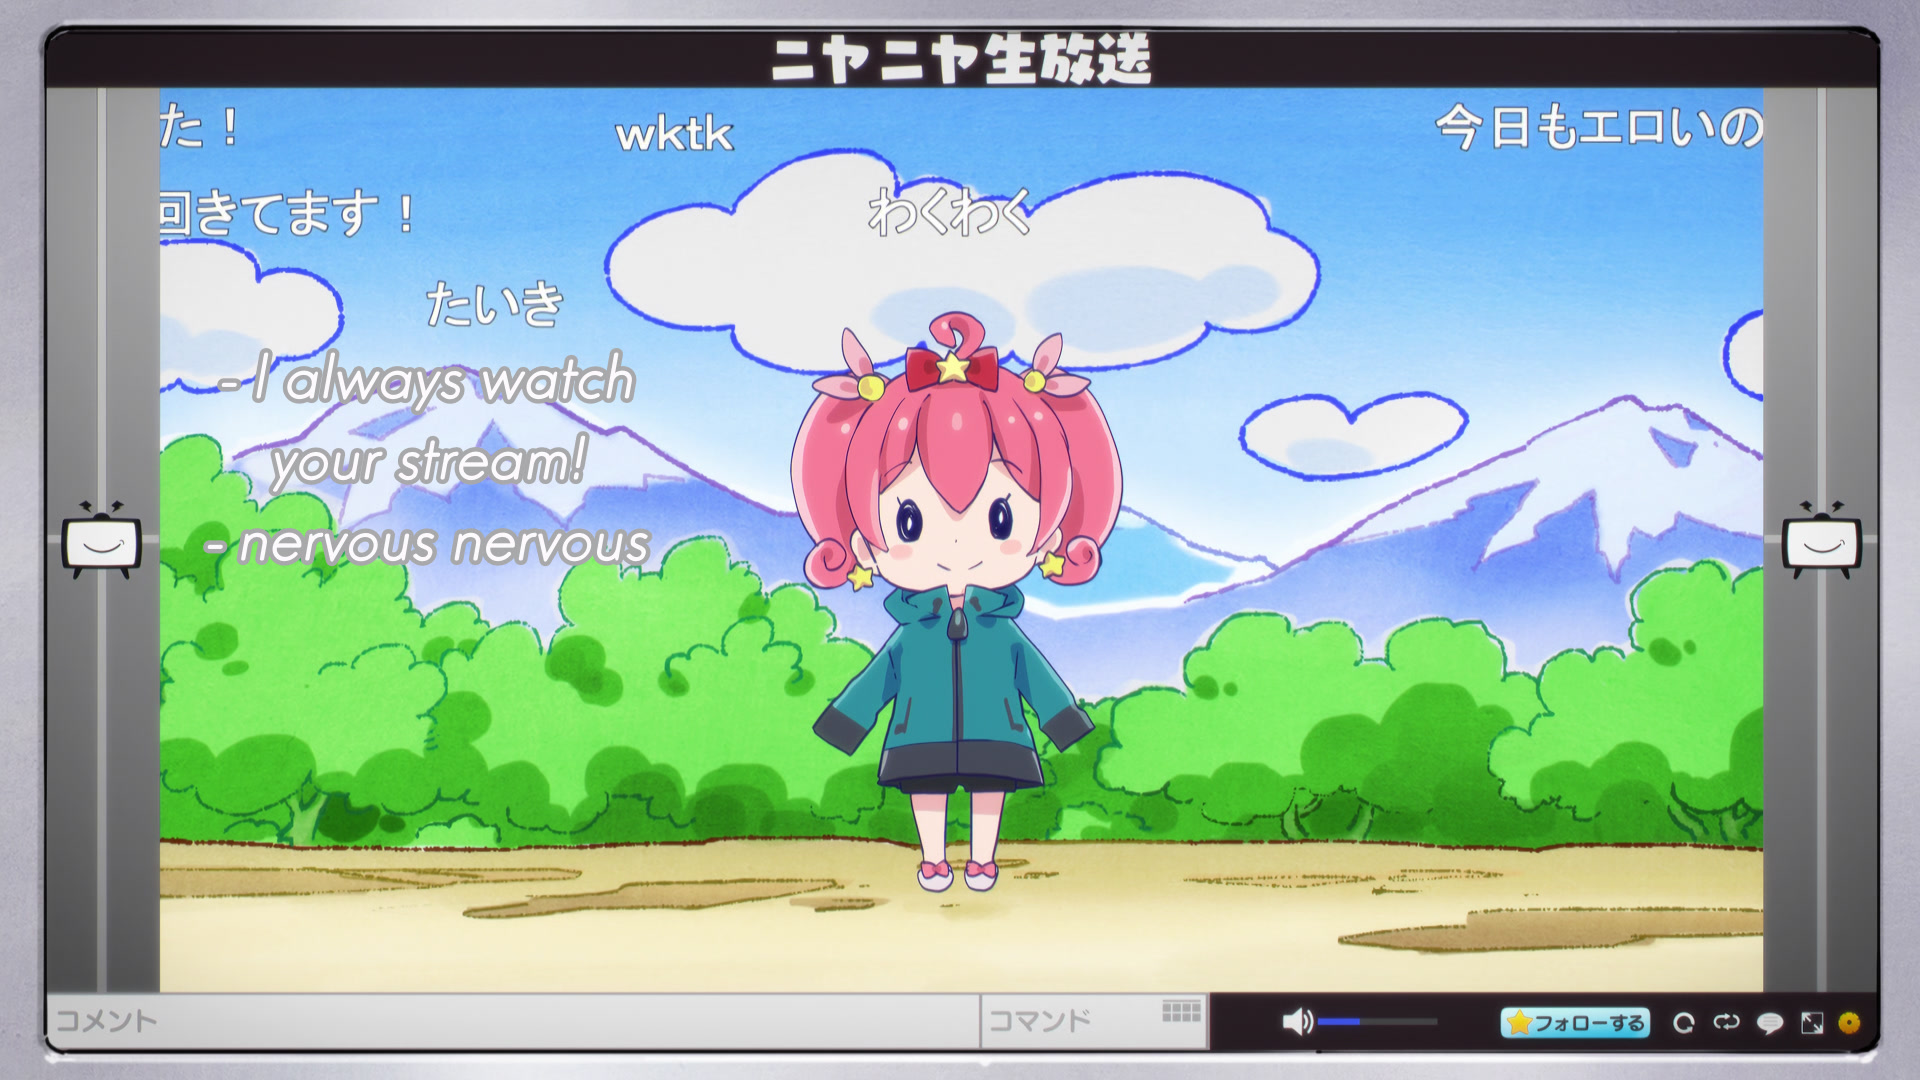 ニヤニヤ生放送
た！
wktk
今日もエロいの
回きてます！
わくわく
たいき
-I always watch
your stream!
-nervous nervous
コメント
コマンド
フォローする